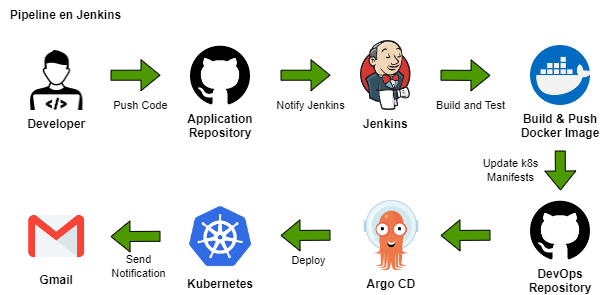 Pipeline en Jenkins
Developer
Push Code
Application
Repository
Notify Jenkins
Jenkins
Build and Test
Build & Push
Docker Image
Update k8s
Manifests
DevOps
Repository
Argo CD
Deploy
Kubernetes
Send
Notification
Gmail